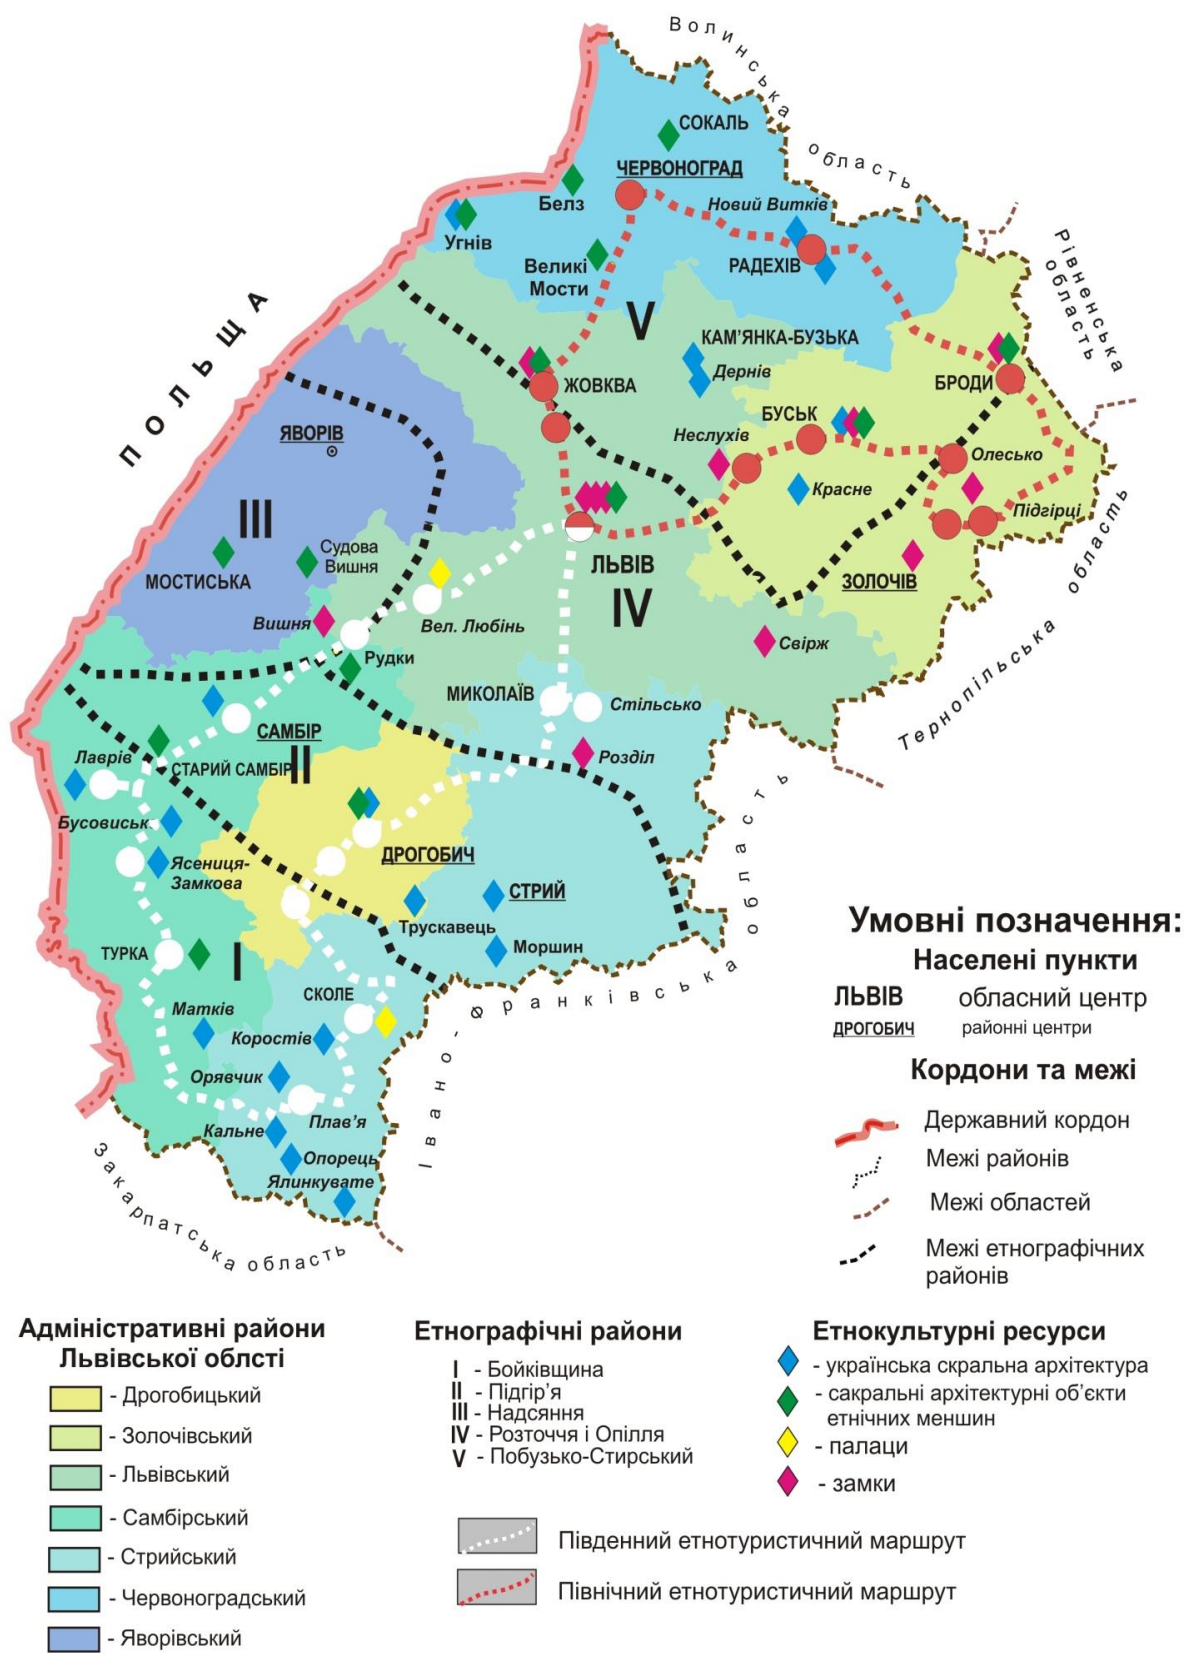 Волинська область
СОКАЛЬ
ЧЕРВОНОГРАД
Белз
Новий Витків
Угнів
Рівненська
область
Великі
Мости
РАДЕХІВ
ПОЛЬЩА
V
КАМ’ЯНКА-БУЗЬКА
Дернів
ЖОВКВА
БРОДИ
БУСЬК
ЯВОРІВ
Неслухів
Олесько
Красне
Підгірці
III
Судова
Вишня
МОСТИСЬКА
ЛЬВІВ
ЗОЛОЧІВ
IV
Вишня
Вел. Любінь
Свірж
Тернопільська область
Рудки
МИКОЛАЇВ
Стільсько
САМБІР
Розділ
Лаврів
СТАРИЙ САМБІР
II
Бусовиськ
ДРОГОБИЧ
Ясениця-
Замкова
СТРИЙ
Трускавець
Моршин
ТУРКА
I
СКОЛЕ
Матків
Коростів
Орявчик
Плав’я
Кальне
Опорець
Ялинкувате
Івано-Франківська область
Закарпатська область
Умовні позначення:
Населені пункти
ЛЬВІВ обласний центр
ДРОГОБИЧ районні центри
Кордони та межі
Державний кордон
Межі районів
Межі областей
Межі етнографічних
районів
Адміністративні райони
Львівської облсті
- Дрогобицький
- Золочівський
- Львівський
- Самбірський
- Стрийський
- Червоноградський
- Яворівський
Етнографічні райони
I - Бойківщина
II - Підгір’я
III - Надсяння
IV - Розточчя і Опілля
V - Побузько-Стирський
Південний етнотуристичний маршрут
Північний етнотуристичний маршрут
Етнокультурні ресурси
- українська скральна архітектура
- сакральні архітектурні об’єкти
етнічних меншин
- палаци
- замки